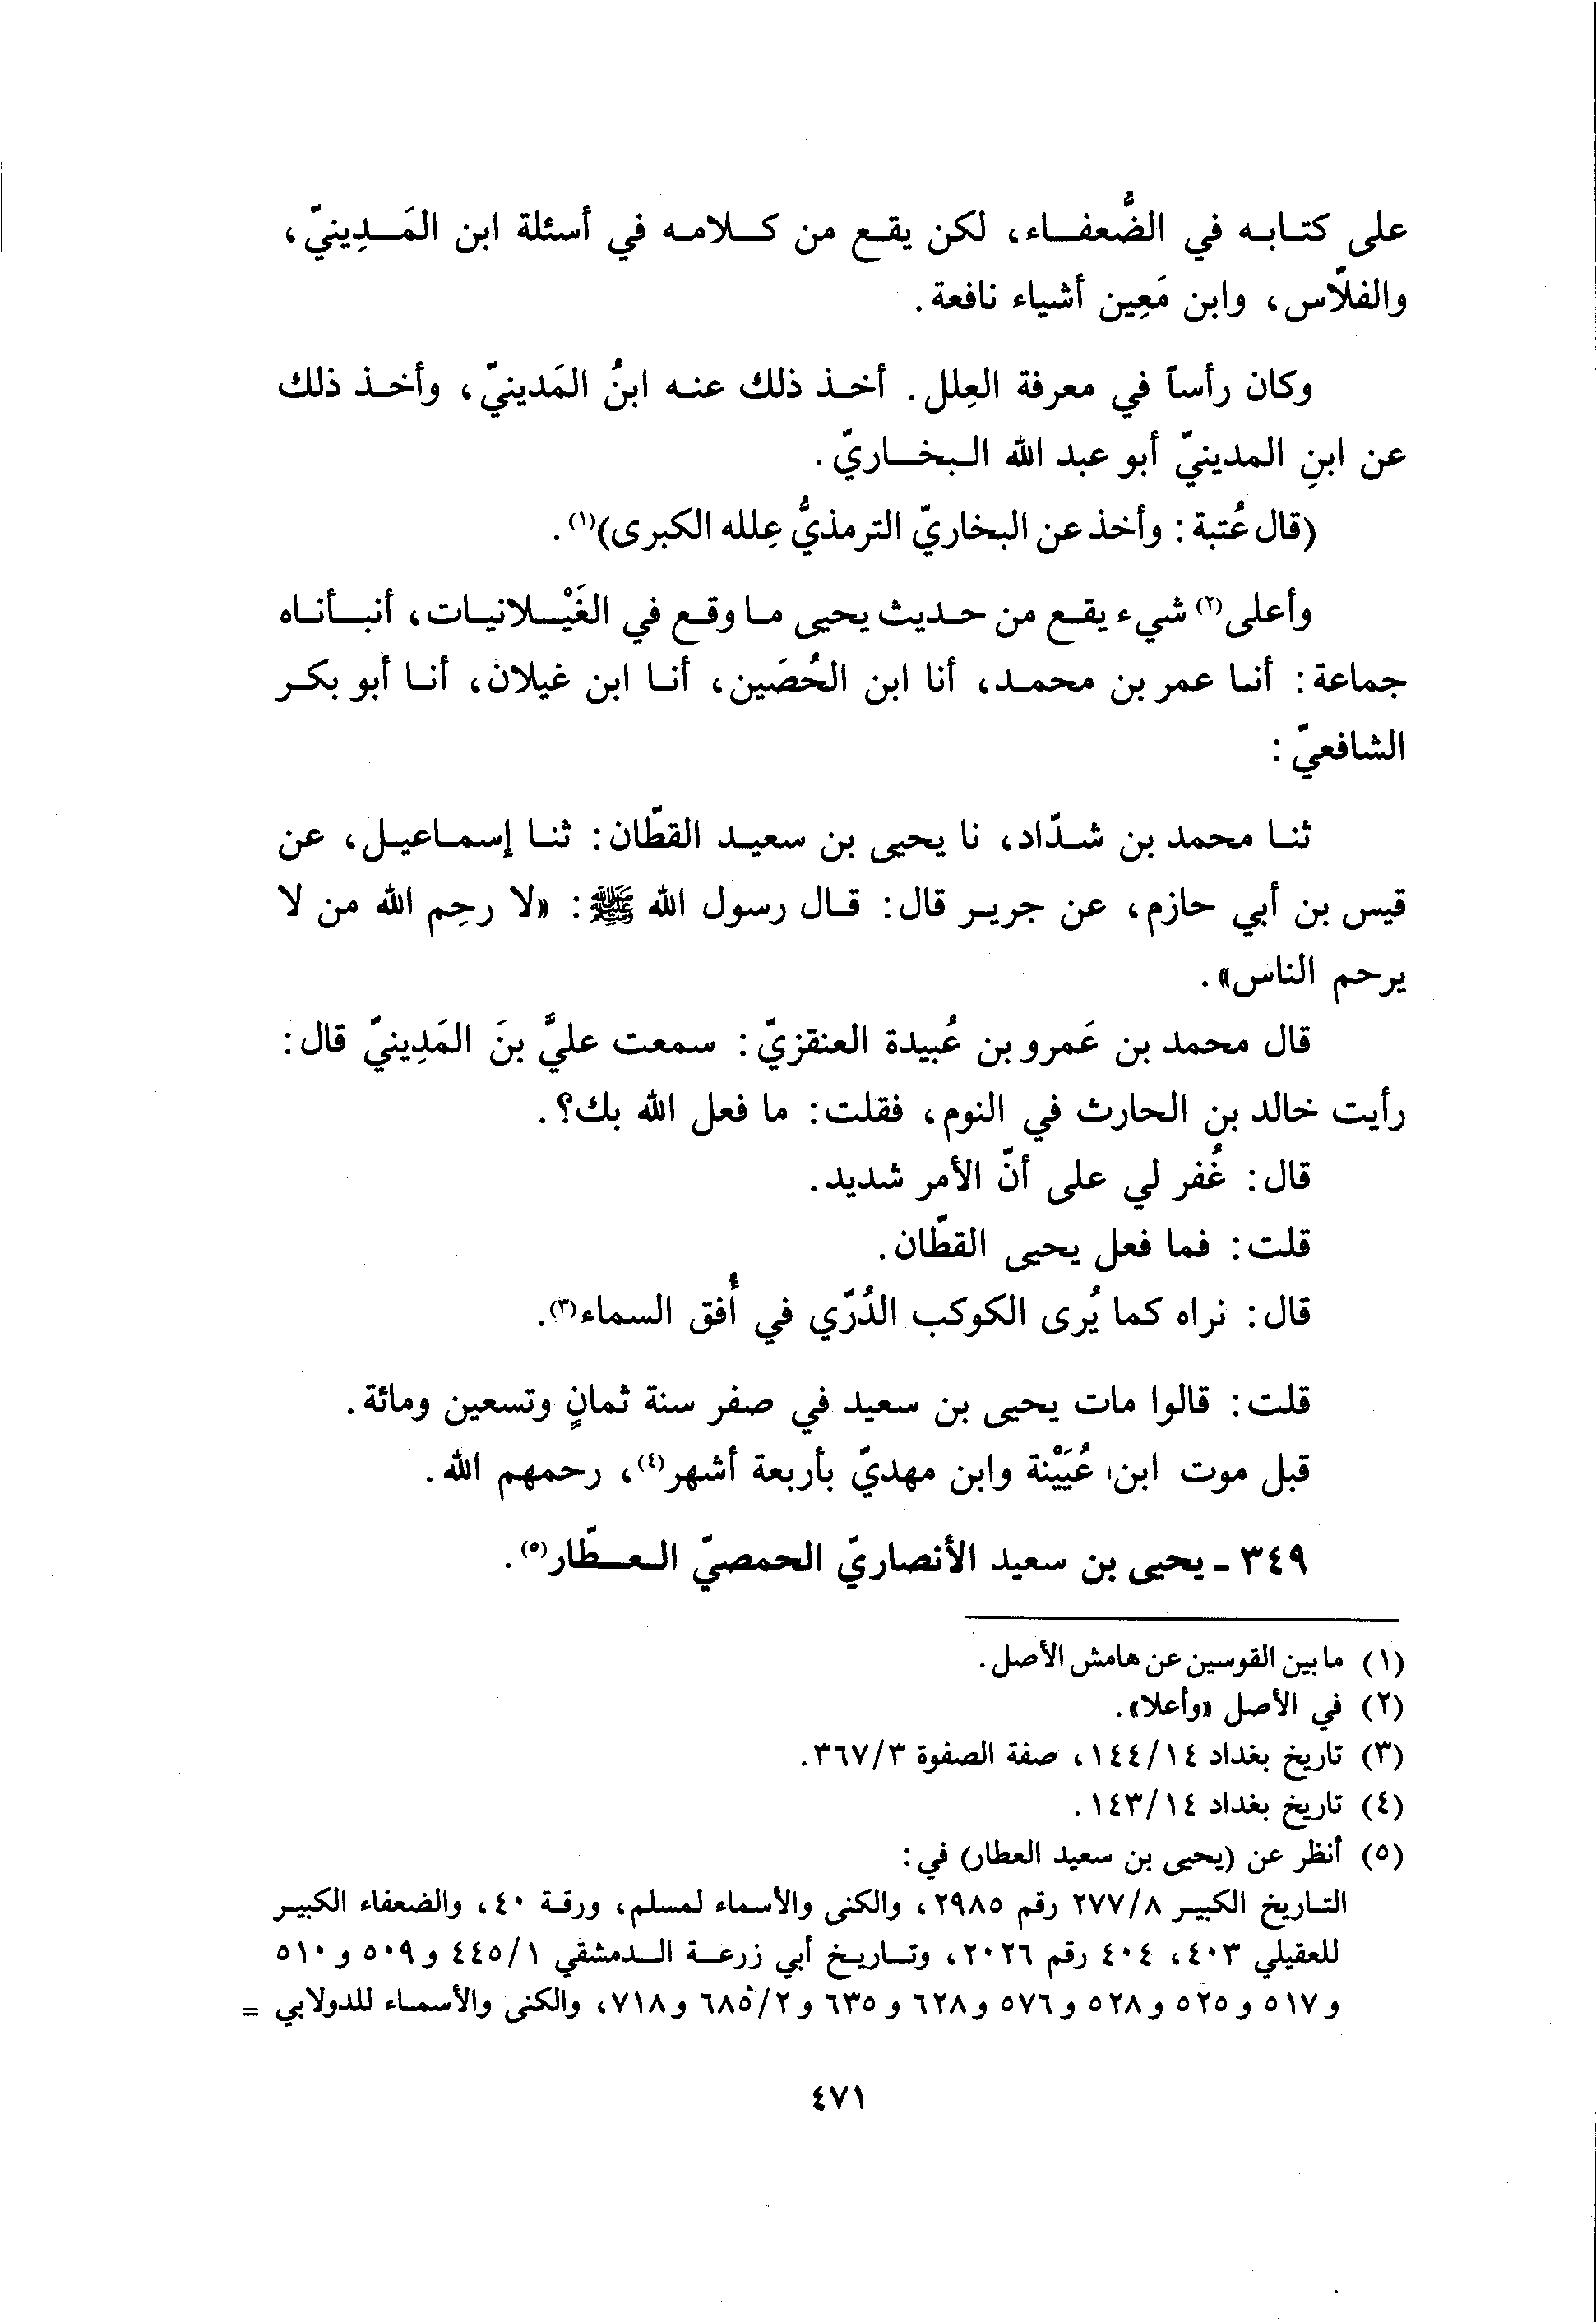 على كتابه في الضُّعفاء، لكن يقع من كلامه في أسئلة ابن المَدِينيّ،
والفلّاس، وابن مَعِين أشياء نافعة.
وكان رأساً في معرفة العِلل. أخذ ذلك عنه ابنُ المَدينيّ، وأخذ ذلك
عن ابنِ المدينيّ أبو عبد الله البخاريّ.
(قال عُتبة: وأخذ عن البخاريّ الترمذيُّ عِلله الكبرى)(١).
وأعلى(٢) شيء يقع من حديث يحيى ما وقع في الغَيْلانيات، أنبأناه
جماعة: أنا عمر بن محمد، أنا ابن الحُصَين، أنا ابن غيلان، أنا أبو بكر
الشافعيّ:
ثنا محمد بن شدّاد، نا يحيى بن سعيد القطّان: ثنا إسماعيل، عن
قيس بن أبي حازم، عن جرير قال: قال رسول الله ﷺ: «لا رحِم الله من لا
يرحم الناس».
قال محمد بن عَمرو بن عُبيدة العنقزيّ: سمعت عليَّ بنَ المَدِينيّ قال:
رأيت خالد بن الحارث في النوم، فقلت: ما فعل الله بك؟.
قال: غُفر لي على أنّ الأمر شديد.
قلت: فما فعل يحيى القطّان.
قال: نراه كما يُرى الكوكب الدُرّي في أُفق السماء(٣).
قلت: قالوا مات يحيى بن سعيد في صفر سنة ثمانٍ وتسعين ومائة.
قبل موت ابن عُيَيْنة وابن مهديّ بأربعة أشهر(٤)، رحمهم الله.
٣٤٩ - يحيى بن سعيد الأنصاريّ الحمصيّ العطّار(٥).
(١) ما بين القوسين عن هامش الأصل.
(٢) في الأصل «وأعلا».
(٣) تاريخ بغداد ١٤/١٤٤، صفة الصفوة ٣/٣٦٧.
(٤) تاريخ بغداد ١٤/١٤٣.
(٥) أنظر عن (يحيى بن سعيد العطار) في:
التاريخ الكبير ٨/٢٧٧ رقم ٢٩٨٥، والكنى والأسماء لمسلم، ورقة ٤٠، والضعفاء الكبير
للعقيلي ٤٠٣، ٤٠٤ رقم ٢٠٢٦، وتاريخ أبي زرعة الدمشقي ١/٤٤٥ و٥٠٩ و ٥١٠
و ٥١٧ و ٥٢٥ و٥٢٨ و٥٧٦ و٦٢٨ و ٦٣٥ و٢/٦٨٥ و٧١٨، والكنى والأسماء للدولابي =
٤٧١